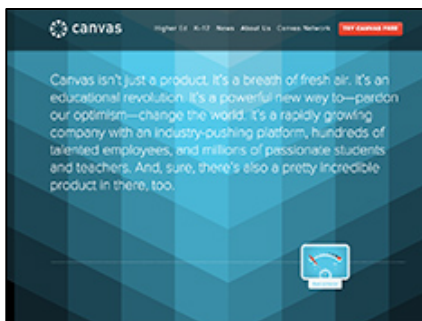 canvas
Higher Ed K-12 News About Us Canvas Network TRY CANVAS FREE
Canvas isn't just a product. It's a breath of fresh air. It's an
educational revolution. It's a powerful new way to—pardon
our optimism—change the world. It's a rapidly growing
company with an industry-pushing platform, hundreds of
talented employees, and millions of passionate students
and teachers. And, sure, there's also a pretty incredible
product in there, too.